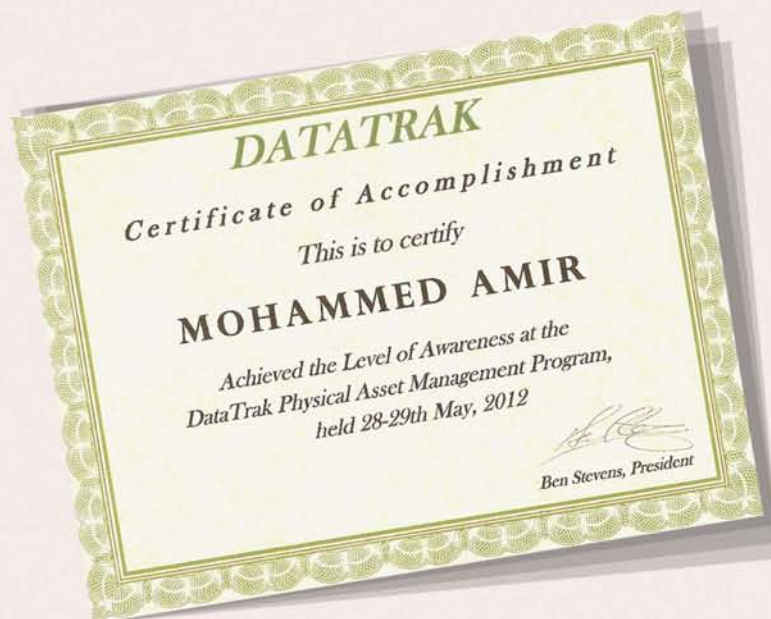 DATATRAK
Certificate of Accomplishment
This is to certify
MOHAMMED AMIR
Achieved the Level of Awareness at the
DataTrak Physical Asset Management Program,
held 28-29th May, 2012
Ben Stevens, President